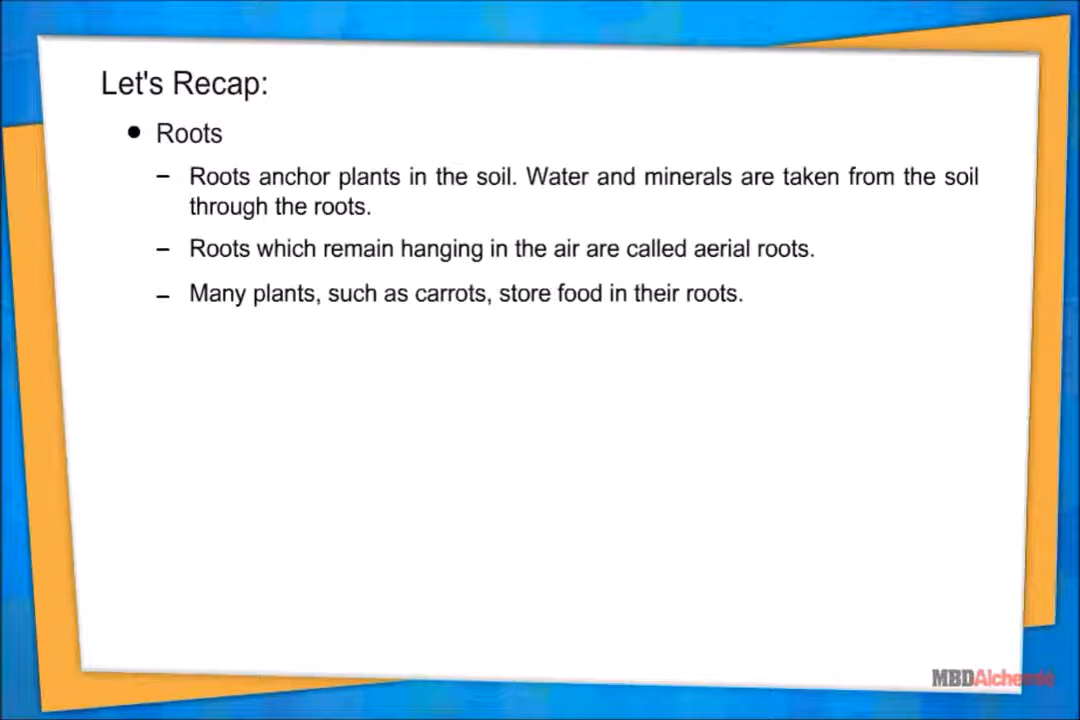 Let's Recap:
● Roots
– Roots anchor plants in the soil. Water and minerals are taken from the soil
through the roots.
– Roots which remain hanging in the air are called aerial roots.
– Many plants, such as carrots, store food in their roots.
MBDAlchemie